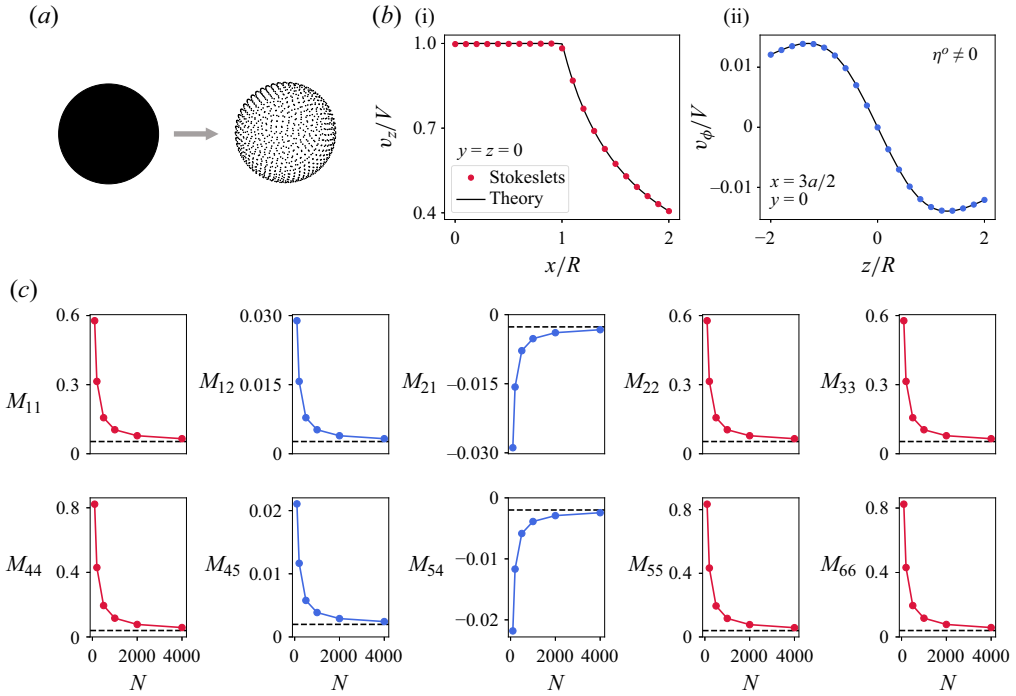 (a)
(b) (i)
1.0
0.7
0.4
v_z/V
y = z = 0
Stokeslets
Theory
0 1 2
x/R
(ii)
0.01
0
−0.01
v_ϕ/V
η^o ≠ 0
x = 3a/2
y = 0
−2 0 2
z/R
(c)
M_11
0.6
0.3
0
M_12
0.030
0.015
0
M_21
0
−0.015
−0.030
M_22
0.6
0.3
0
M_33
0.6
0.3
0
M_44
0.8
0.4
0
0 2000 4000
N
M_45
0.02
0.01
0
0 2000 4000
N
M_54
0
−0.01
−0.02
0 2000 4000
N
M_55
0.8
0.4
0
0 2000 4000
N
M_66
0.8
0.4
0
0 2000 4000
N